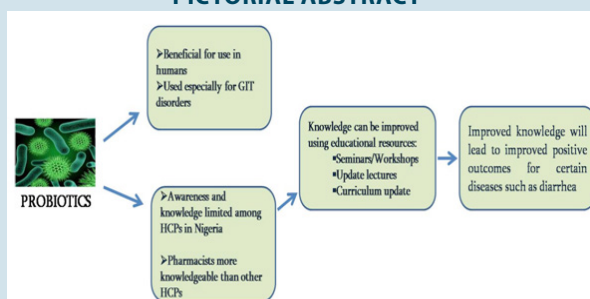 PICTORIAL ABSTRACT
➢Beneficial for use in
humans
➢Used especially for GIT
disorders
PROBIOTICS
➢Awareness and
knowledge limited among
HCPs in Nigeria
➢Pharmacists more
knowledgeable than other
HCPs
Knowledge can be improved
using educational resources:
▪Seminars/Workshops
▪Update lectures
▪Curriculum update
Improved knowledge will
lead to improved positive
outcomes for certain
diseases such as diarrhea